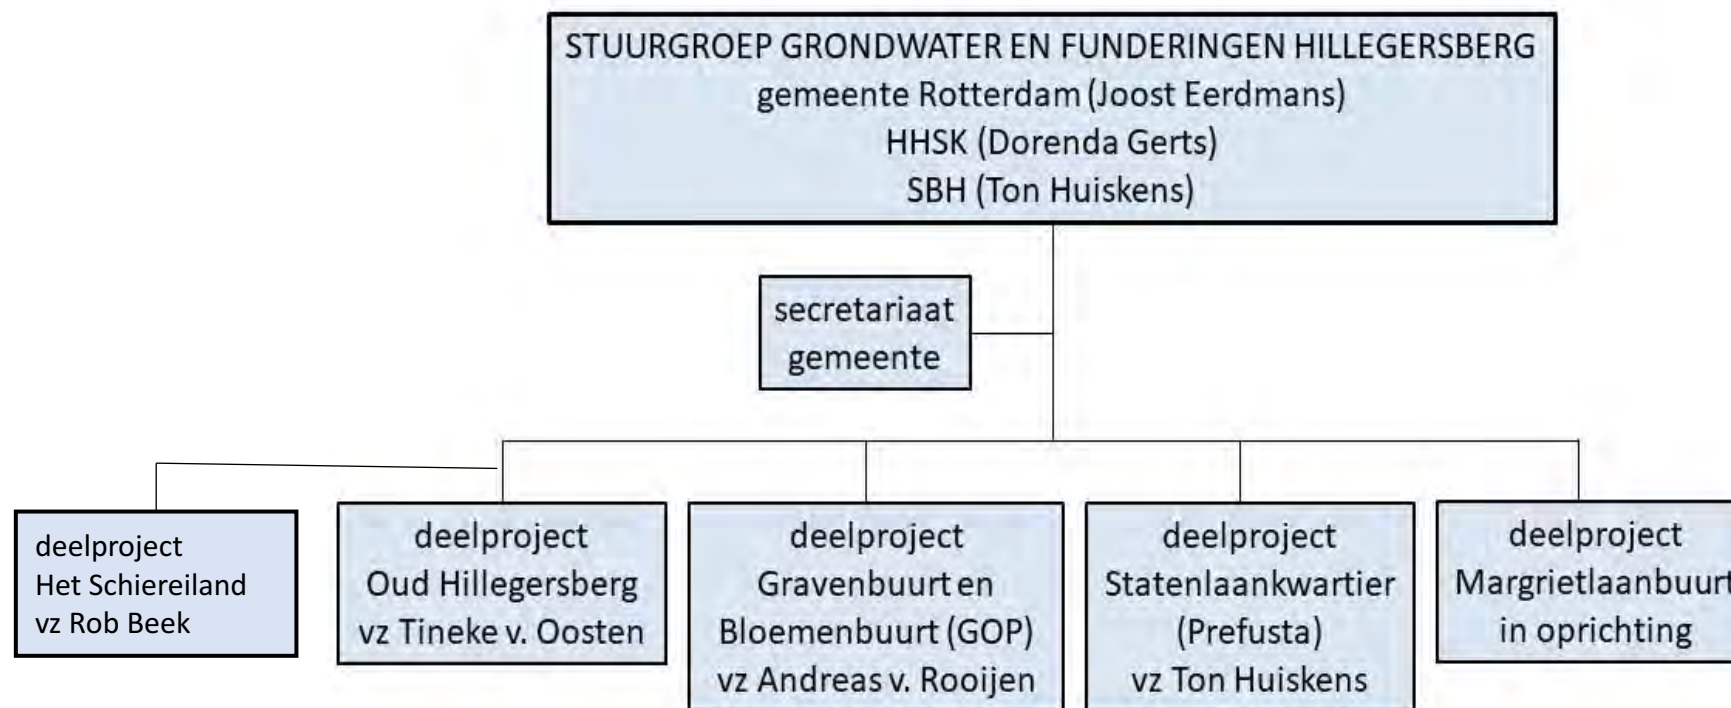 STUURGROEP GRONDWATER EN FUNDERINGEN HILLEGERSBERG
gemeente Rotterdam (Joost Eerdmans)
HHSK (Dorenda Gerts)
SBH (Ton Huiskens)
secretariaat
gemeente
deelproject
Het Schiereiland
vz Rob Beek
deelproject
Oud Hillegersberg
vz Tineke v. Oosten
deelproject
Gravenbuurt en
Bloemenbuurt (GOP)
vz Andreas v. Rooijen
deelproject
Statenlaankwartier
(Prefusta)
vz Ton Huiskens
deelproject
Margrietlaanbuurt
in oprichting